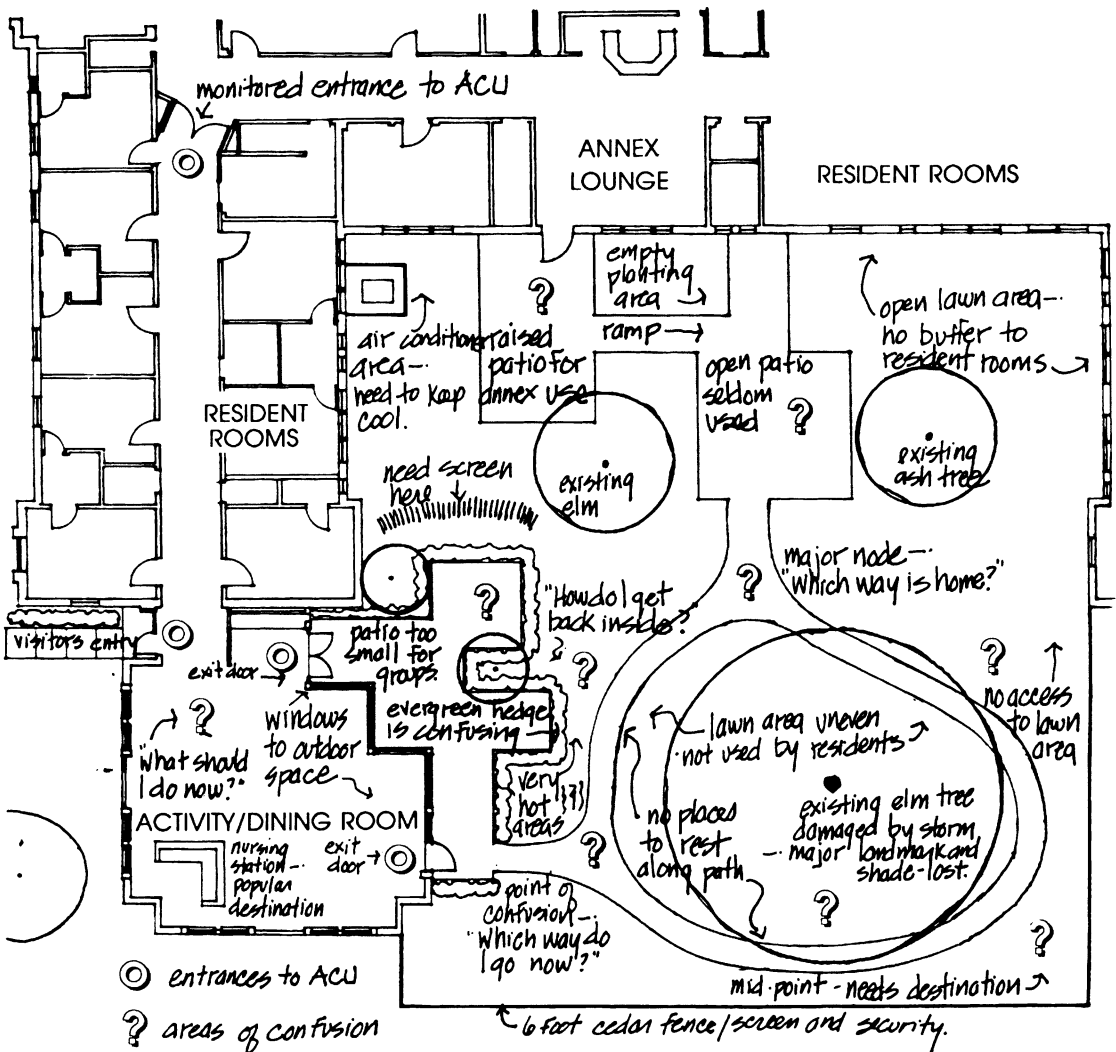 monitored entrance to ACU
ANNEX
LOUNGE
RESIDENT ROOMS
empty
planting
area
ramp
open lawn area--
no buffer to
resident rooms
air conditioner
area--
need to keep
cool.
raised
patio for
annex use
open patio
seldom
used
RESIDENT
ROOMS
need screen
here
existing
elm
existing
ash tree
major node--
"Which way is home?"
"How do I get
back inside?"
visitors entry
exit door
patio too
small for
groups.
evergreen hedge
is confusing
windows
to outdoor
space
"What should
I do now?"
very
hot
areas
lawn area uneven
not used by residents
no access
to lawn
area
no places
to rest
along path
existing elm tree
damaged by storm,
major landmark and
shade-lost.
ACTIVITY/DINING ROOM
nursing
station--
popular
destination
exit
door
point of
confusion--
"Which way do
I go now?"
mid-point - needs destination
entrances to ACU
? areas of confusion
6 foot cedar fence/screen and security.